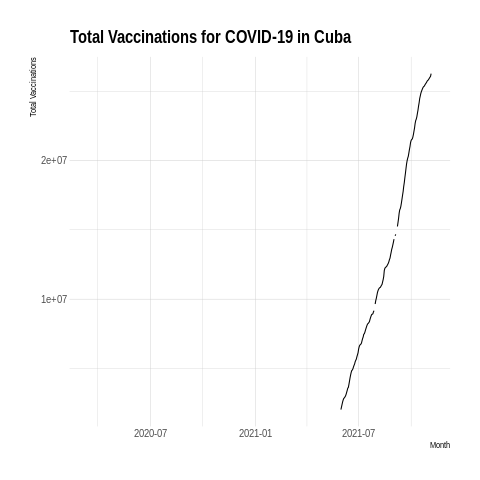 Total Vaccinations for COVID-19 in Cuba
Total Vaccinations
2e+07
1e+07
2020-07 2021-01 2021-07
Month